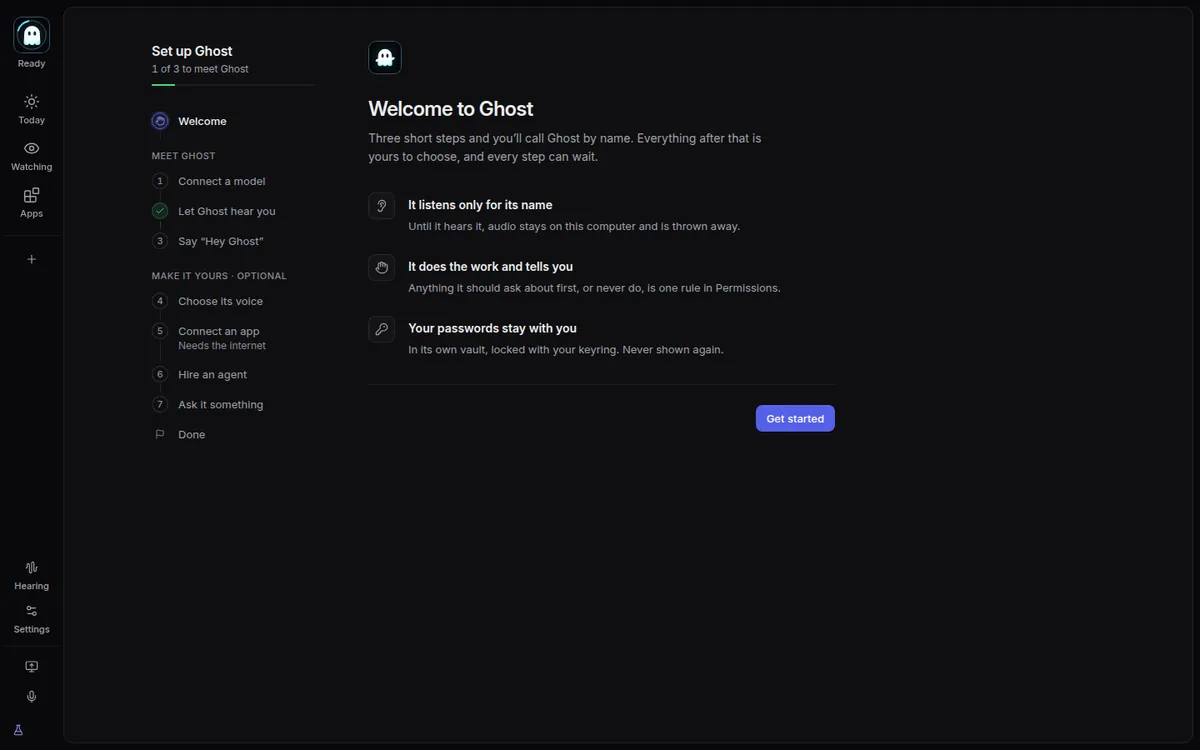 Ready
Today
Watching
Apps
Hearing
Settings
Set up Ghost
1 of 3 to meet Ghost
Welcome
MEET GHOST
1 Connect a model
Let Ghost hear you
3 Say “Hey Ghost”
MAKE IT YOURS · OPTIONAL
4 Choose its voice
5 Connect an app
Needs the internet
6 Hire an agent
7 Ask it something
Done
Welcome to Ghost
Three short steps and you’ll call Ghost by name. Everything after that is
yours to choose, and every step can wait.
It listens only for its name
Until it hears it, audio stays on this computer and is thrown away.
It does the work and tells you
Anything it should ask about first, or never do, is one rule in Permissions.
Your passwords stay with you
In its own vault, locked with your keyring. Never shown again.
Get started